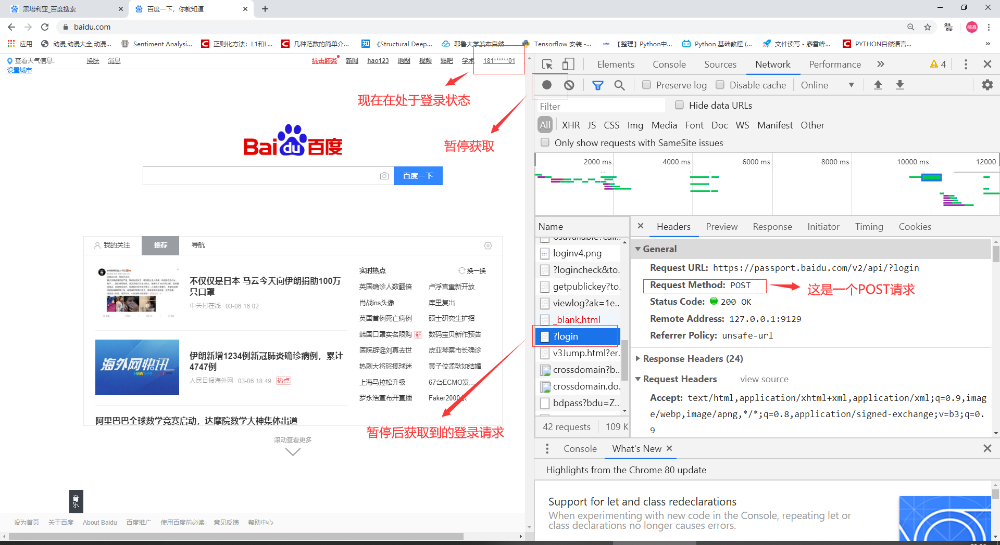 黑塔利亚_百度搜索
百度一下，你就知道
baidu.com
Git
Zip
楠鑫
应用
动漫,动漫大全,动漫...
Sentiment Analysi...
正则化方法：L1和L...
几种范数的简单介...
知
《Structural Deep...
耶鲁大学发布自然...
Tensorflow 安装 -...
【整理】Python中...
Python 基础教程 (...
文件读写 - 廖雪峰...
PYTHON自然语言...
查看天气信息，
设置城市
换肤
消息
抗击肺炎
新闻
hao123
地图
视频
贴吧
学术
181******01
现在在处于登录状态
暂停获取
Bai du 百度
百度一下
我的关注
推荐
导航
不仅仅是日本 马云今天向伊朗捐助100万
只口罩
中关村在线 03-06 16:02
海外网快讯
伊朗新增1234例新冠肺炎确诊病例，累计
4747例
人民日报海外网 03-06 18:49 热点
阿里巴巴全球数学竞赛启动，达摩院数学大神集体出道
实时热点
换一换
英国确诊人数翻倍 卢浮宫重新开放
肖战ins头像 库里复出
英国首例死亡病例 硕士研究生扩招
韩国口罩实名限购 新 数码宝贝新作预告
医院辟谣刘真去世 皮亚琴察市长确诊
热刺大将怒揍球迷 黄子佼孟耿如结婚
上海马拉松升级 67台ECMO发...
罗永浩宣布开直播 Faker2000杀
暂停后获取到的登录请求
滚动查看更多
音乐
设为首页 关于百度 About Baidu 百度推广 使用百度前必读 意见反馈 帮助中心
Elements Console Sources Network Performance
4
Preserve log Disable cache Online
Filter
Hide data URLs
All XHR JS CSS Img Media Font Doc WS Manifest Other
Only show requests with SameSite issues
2000 ms 4000 ms 6000 ms 8000 ms 10000 ms 12000
Name
loginv4.png
?logincheck&to...
getpublickey?to...
viewlog?ak=1e...
_blank.html
?login
v3Jump.html?er...
crossdomain?b...
crossdomain.do...
bdpass?bdu=Z...
42 requests 109 K
Headers Preview Response Initiator Timing Cookies
General
Request URL: https://passport.baidu.com/v2/api/?login
Request Method: POST
这是一个POST请求
Status Code: 200 OK
Remote Address: 127.0.0.1:9129
Referrer Policy: unsafe-url
Response Headers (24)
Request Headers view source
Accept: text/html,application/xhtml+xml,application/xml;q=0.9,imag
e/webp,image/apng,*/*;q=0.8,application/signed-exchange;v=b3;q=0.
9
Console What's New
Highlights from the Chrome 80 update
Support for let and class redeclarations
When experimenting with new code in the Console, repeating let or
class declarations no longer causes errors.